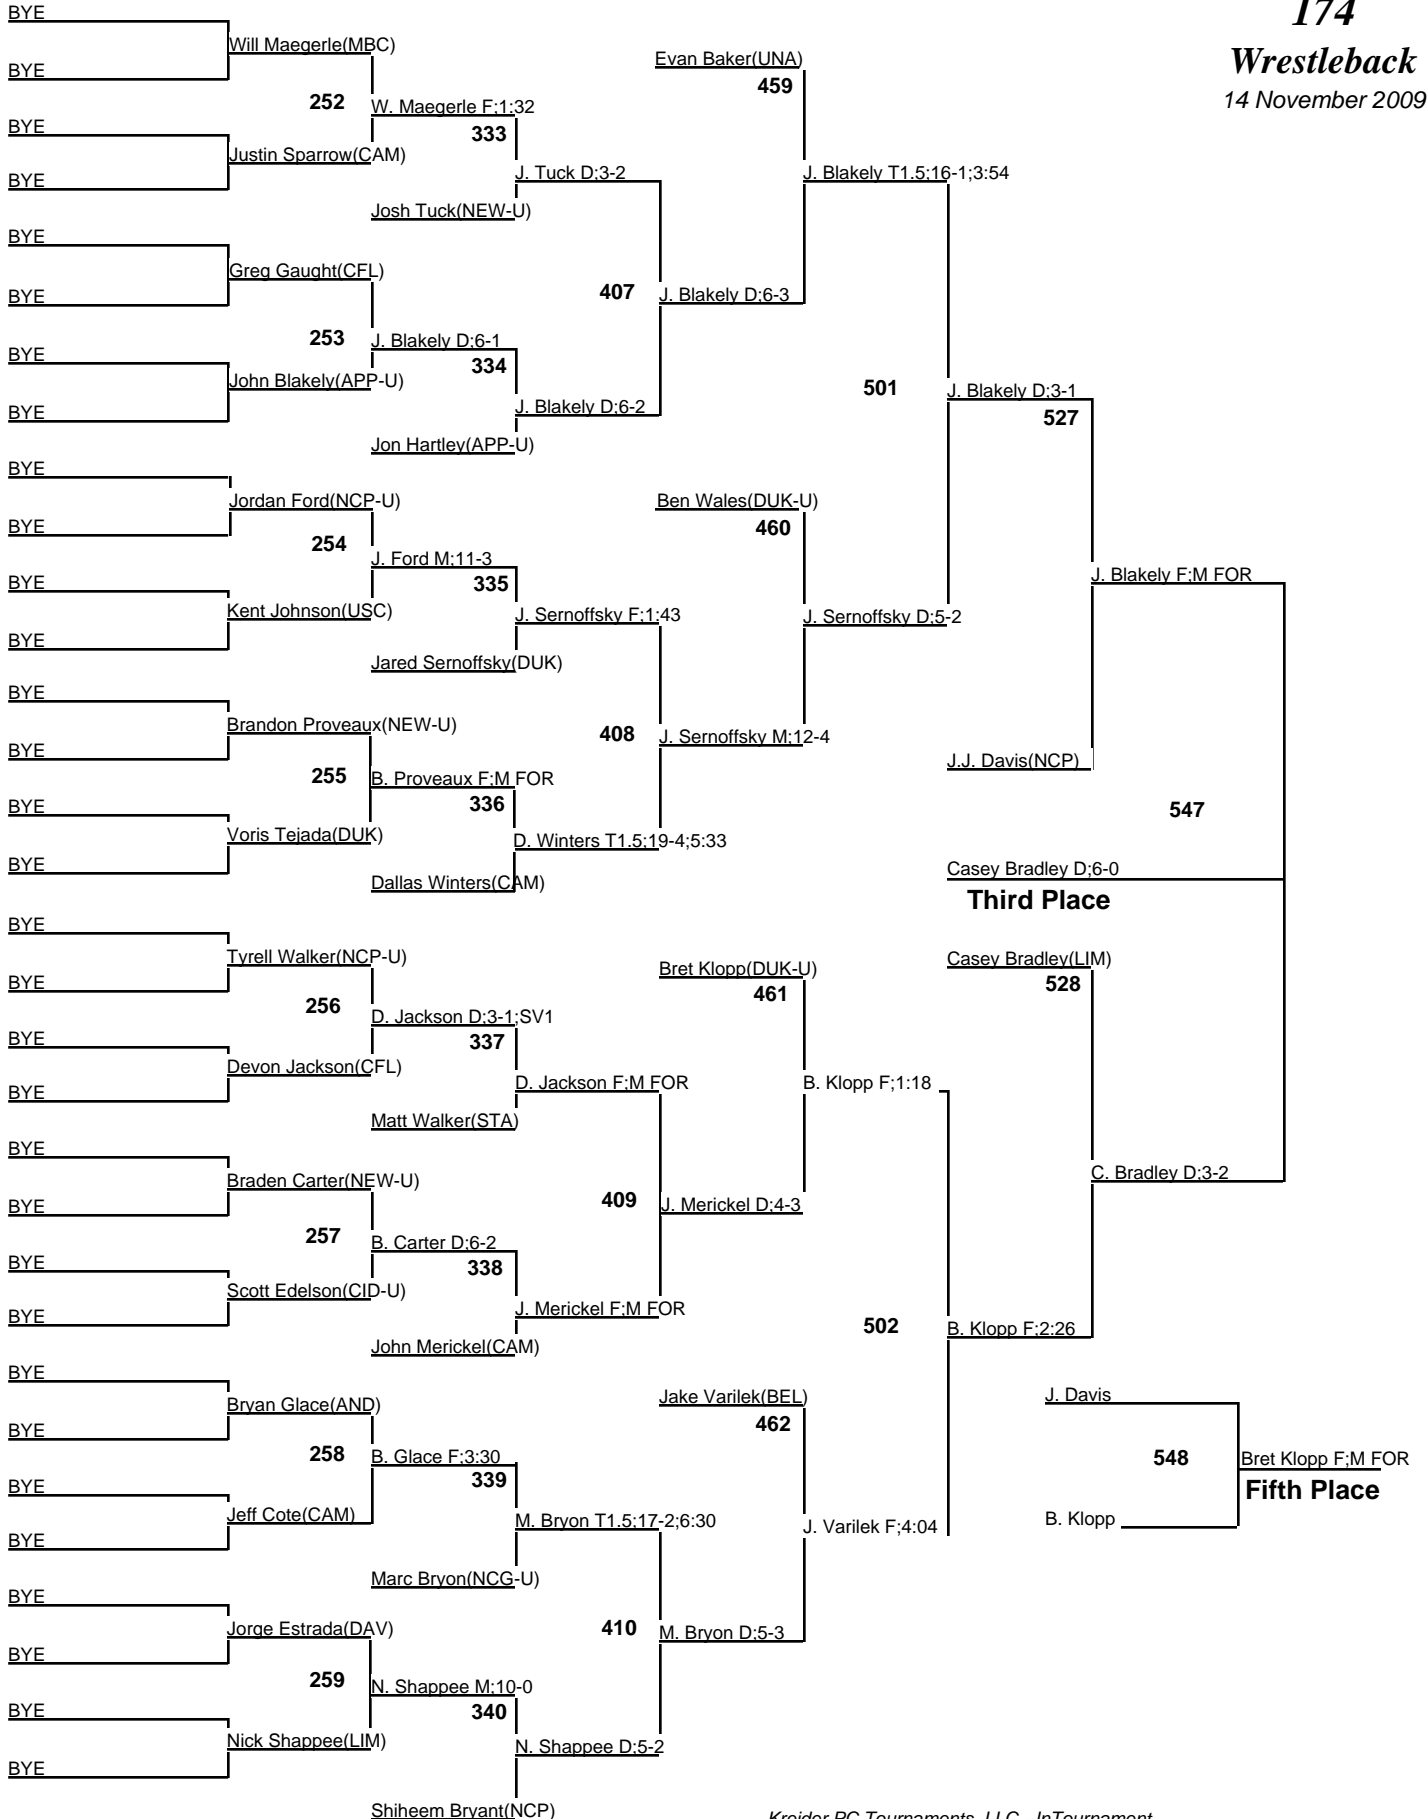 174
Wrestleback
14 November 2009
BYE
Will Maegerle(MBC)
BYE
252
W. Maegerle F;1:32
BYE
333
Justin Sparrow(CAM)
BYE
J. Tuck D;3-2
Josh Tuck(NEW-U)
Evan Baker(UNA)
459
J. Blakely T1.5;16-1;3:54
BYE
Greg Gaught(CFL)
BYE
407
J. Blakely D;6-3
253
J. Blakely D;6-1
BYE
334
John Blakely(APP-U)
BYE
J. Blakely D;6-2
Jon Hartley(APP-U)
501
J. Blakely D;3-1
527
BYE
Jordan Ford(NCP-U)
BYE
254
J. Ford M;11-3
BYE
335
Kent Johnson(USC)
BYE
J. Sernoffsky F;1:43
Jared Sernoffsky(DUK)
Ben Wales(DUK-U)
460
J. Sernoffsky D;5-2
J. Blakely F;M FOR
BYE
Brandon Proveaux(NEW-U)
BYE
408
J. Sernoffsky M;12-4
255
B. Proveaux F;M FOR
BYE
336
Voris Tejada(DUK)
BYE
D. Winters T1.5;19-4;5:33
Dallas Winters(CAM)
J.J. Davis(NCP)
547
Casey Bradley D;6-0
Third Place
BYE
Tyrell Walker(NCP-U)
BYE
256
D. Jackson D;3-1;SV1
BYE
337
Devon Jackson(CFL)
BYE
D. Jackson F;M FOR
Matt Walker(STA)
Bret Klopp(DUK-U)
461
B. Klopp F;1:18
Casey Bradley(LIM)
528
C. Bradley D;3-2
BYE
Braden Carter(NEW-U)
BYE
409
J. Merickel D;4-3
257
B. Carter D;6-2
BYE
338
Scott Edelson(CID-U)
BYE
J. Merickel F;M FOR
John Merickel(CAM)
502
B. Klopp F;2:26
BYE
Bryan Glace(AND)
BYE
258
B. Glace F;3:30
BYE
339
Jeff Cote(CAM)
BYE
M. Bryon T1.5;17-2;6:30
Marc Bryon(NCG-U)
Jake Varilek(BEL)
462
J. Varilek F;4:04
J. Davis
548
Bret Klopp F;M FOR
Fifth Place
B. Klopp
BYE
Jorge Estrada(DAV)
BYE
410
M. Bryon D;5-3
259
N. Shappee M;10-0
BYE
340
Nick Shappee(LIM)
BYE
N. Shappee D;5-2
Shiheem Bryant(NCP)
Kreider PC Tournaments, LLC - InTournament